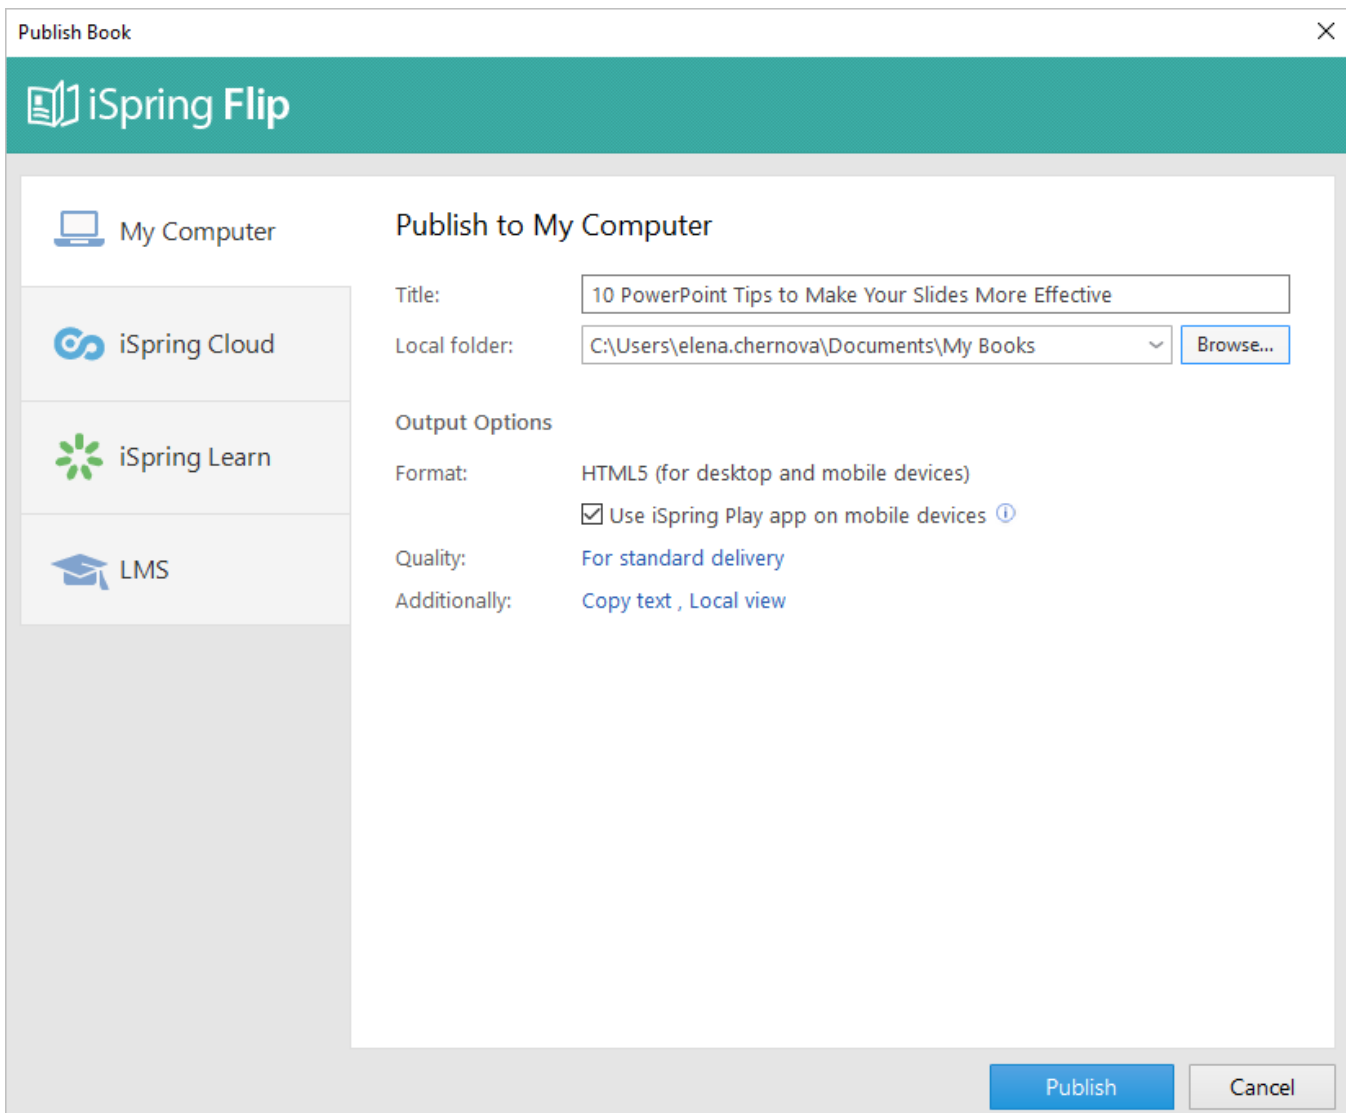 Publish Book
iSpring Flip
My Computer
iSpring Cloud
iSpring Learn
LMS
Publish to My Computer
Title: 10 PowerPoint Tips to Make Your Slides More Effective
Local folder: C:\Users\elena.chernova\Documents\My Books Browse...
Output Options
Format: HTML5 (for desktop and mobile devices)
Use iSpring Play app on mobile devices
Quality: For standard delivery
Additionally: Copy text , Local view
Publish Cancel